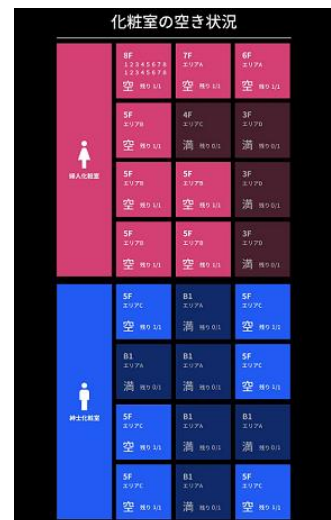 化粧室の空き状況
婦人化粧室
8F
12345678
12345678
空 残り 1/1
7F
エリアA
空 残り 1/1
6F
エリアA
空 残り 1/1
5F
エリアB
空 残り 1/1
4F
エリアC
満 残り 0/1
3F
エリアD
満 残り 0/1
5F
エリアB
空 残り 1/1
5F
エリアB
空 残り 1/1
3F
エリアD
満 残り 0/1
5F
エリアB
空 残り 1/1
5F
エリアB
空 残り 1/1
3F
エリアD
満 残り 0/1
紳士化粧室
5F
エリアC
空 残り 1/1
B1
エリアA
満 残り 0/1
5F
エリアC
空 残り 1/1
B1
エリアA
満 残り 0/1
B1
エリアA
満 残り 0/1
5F
エリアC
空 残り 1/1
5F
エリアC
空 残り 1/1
B1
エリアA
満 残り 0/1
B1
エリアA
満 残り 0/1
5F
エリアC
空 残り 1/1
B1
エリアA
満 残り 0/1
5F
エリアC
空 残り 1/1